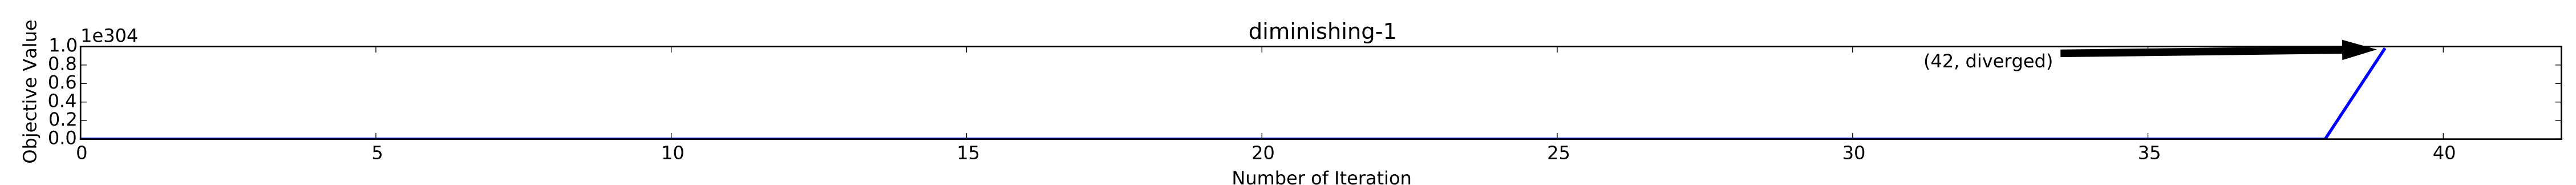 diminishing-1
1e304
Objective Value
1.0
0.8
0.6
0.4
0.2
0.0
(42, diverged)
0 5 10 15 20 25 30 35 40
Number of Iteration